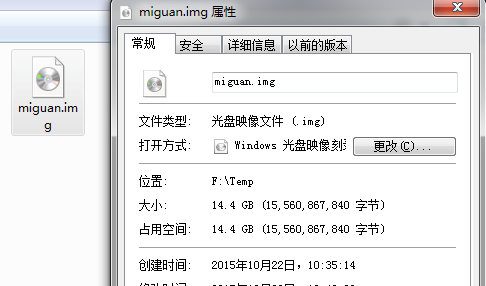 miguan.img 属性
常规
安全
详细信息
以前的版本
miguan.im
g
miguan.img
文件类型: 光盘映像文件 (.img)
打开方式: Windows 光盘映像刻录 更改(C)...
位置: F:\Temp
大小: 14.4 GB (15,560,867,840 字节)
占用空间: 14.4 GB (15,560,867,840 字节)
创建时间: 2015年10月22日，10:35:14